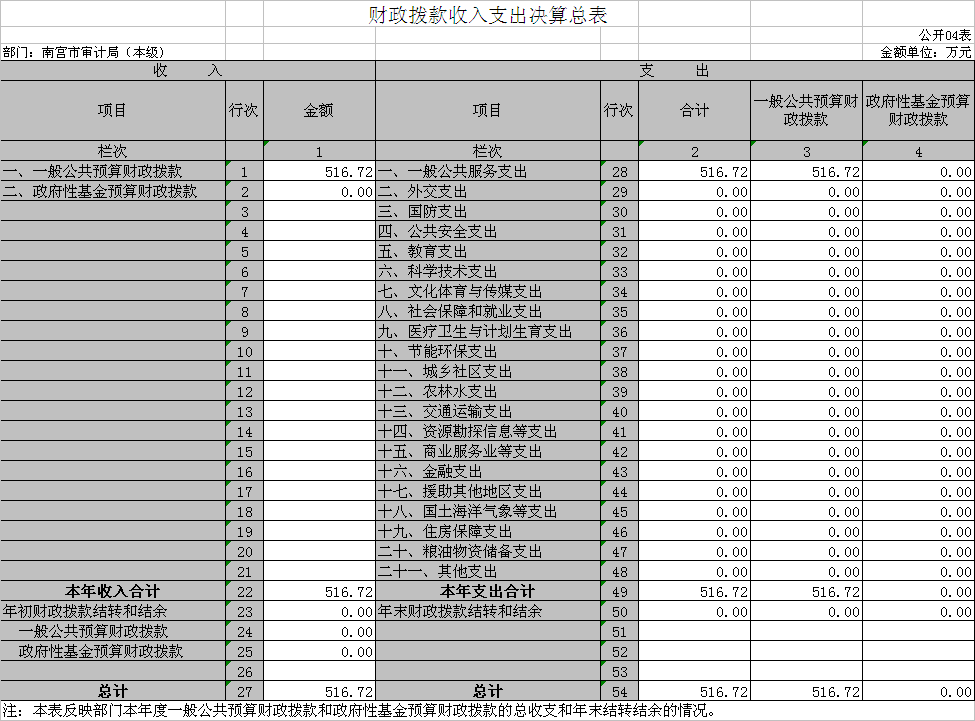 财政拨款收入支出决算总表
公开04表
部门：南宫市审计局（本级） 金额单位：万元
收 入 支 出
项目 行次 金额 项目 行次 合计 一般公共预算财政拨款 政府性基金预算财政拨款
栏次 1 栏次 2 3 4
一、一般公共预算财政拨款 1 516.72 一、一般公共服务支出 28 516.72 516.72 0.00
二、政府性基金预算财政拨款 2 0.00 二、外交支出 29 0.00 0.00 0.00
3 三、国防支出 30 0.00 0.00 0.00
4 四、公共安全支出 31 0.00 0.00 0.00
5 五、教育支出 32 0.00 0.00 0.00
6 六、科学技术支出 33 0.00 0.00 0.00
7 七、文化体育与传媒支出 34 0.00 0.00 0.00
8 八、社会保障和就业支出 35 0.00 0.00 0.00
9 九、医疗卫生与计划生育支出 36 0.00 0.00 0.00
10 十、节能环保支出 37 0.00 0.00 0.00
11 十一、城乡社区支出 38 0.00 0.00 0.00
12 十二、农林水支出 39 0.00 0.00 0.00
13 十三、交通运输支出 40 0.00 0.00 0.00
14 十四、资源勘探信息等支出 41 0.00 0.00 0.00
15 十五、商业服务业等支出 42 0.00 0.00 0.00
16 十六、金融支出 43 0.00 0.00 0.00
17 十七、援助其他地区支出 44 0.00 0.00 0.00
18 十八、国土海洋气象等支出 45 0.00 0.00 0.00
19 十九、住房保障支出 46 0.00 0.00 0.00
20 二十、粮油物资储备支出 47 0.00 0.00 0.00
21 二十一、其他支出 48 0.00 0.00 0.00
本年收入合计 22 516.72 本年支出合计 49 516.72 516.72 0.00
年初财政拨款结转和结余 23 0.00 年末财政拨款结转和结余 50 0.00 0.00 0.00
一般公共预算财政拨款 24 0.00 51
政府性基金预算财政拨款 25 0.00 52
26 53
总计 27 516.72 总计 54 516.72 516.72 0.00
注：本表反映部门本年度一般公共预算财政拨款和政府性基金预算财政拨款的总收支和年末结转结余的情况。